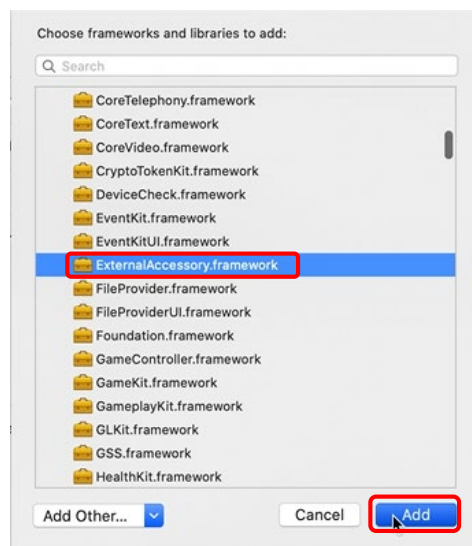 Choose frameworks and libraries to add:
Search
CoreTelephony.framework
CoreText.framework
CoreVideo.framework
CryptoTokenKit.framework
DeviceCheck.framework
EventKit.framework
EventKitUI.framework
ExternalAccessory.framework
FileProvider.framework
FileProviderUI.framework
Foundation.framework
GameController.framework
GameKit.framework
GameplayKit.framework
GLKit.framework
GSS.framework
HealthKit.framework
Add Other... Cancel Add